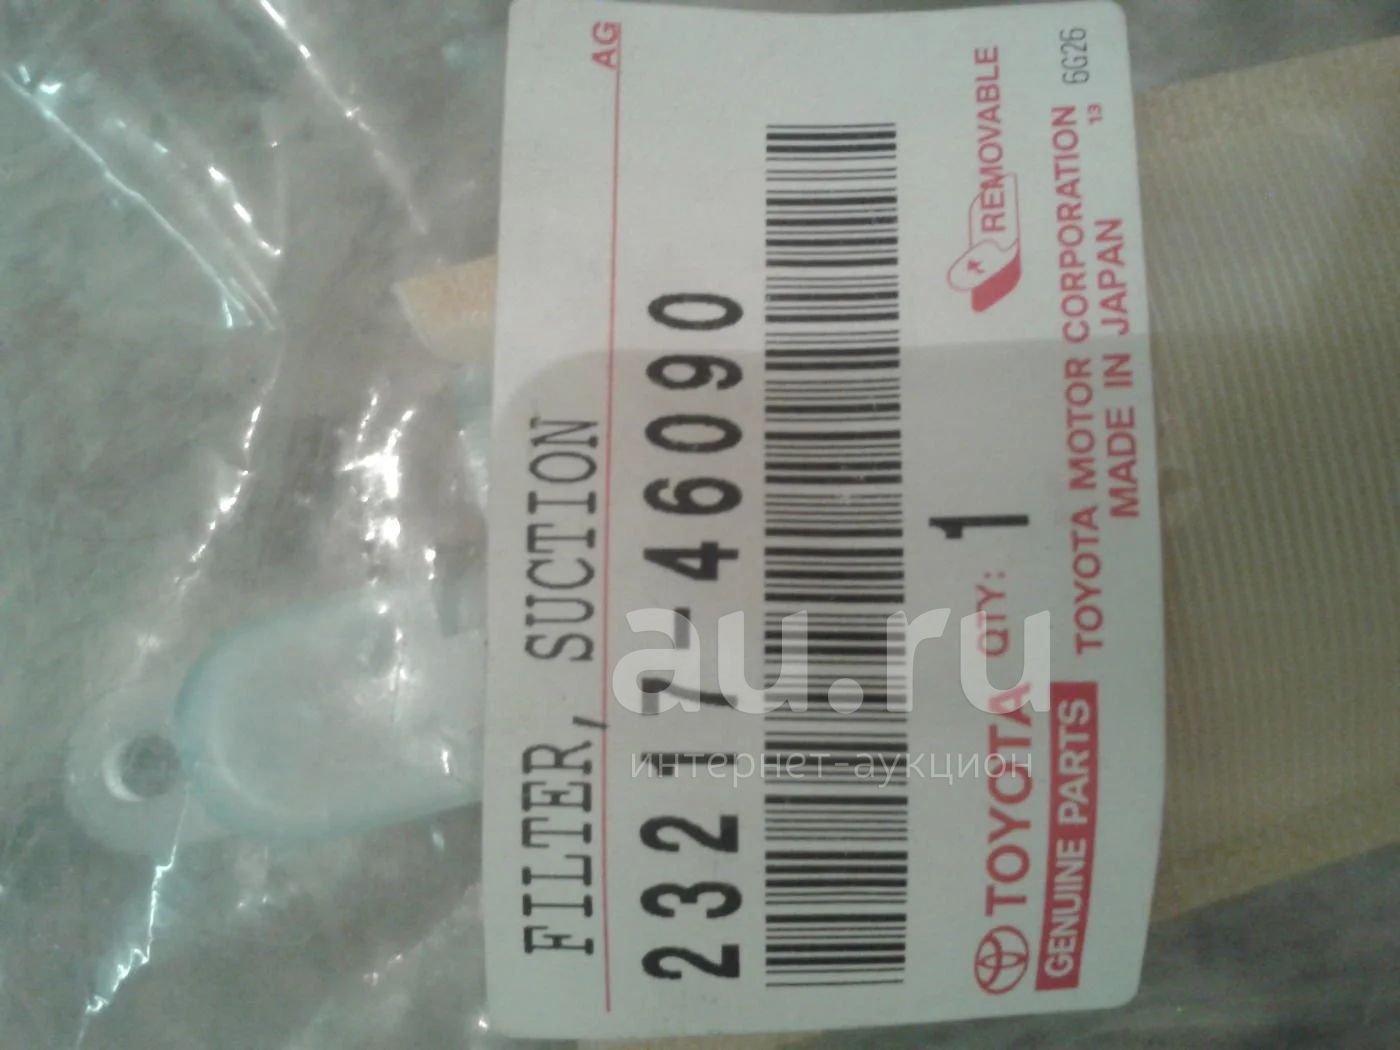 AG
FILTER, SUCTION
23217-46090
QTY: 1
REMOVABLE
TOYOTA
GENUINE PARTS
TOYOTA MOTOR CORPORATION
13
6G26
MADE IN JAPAN
au.ru
интернет-аукцион